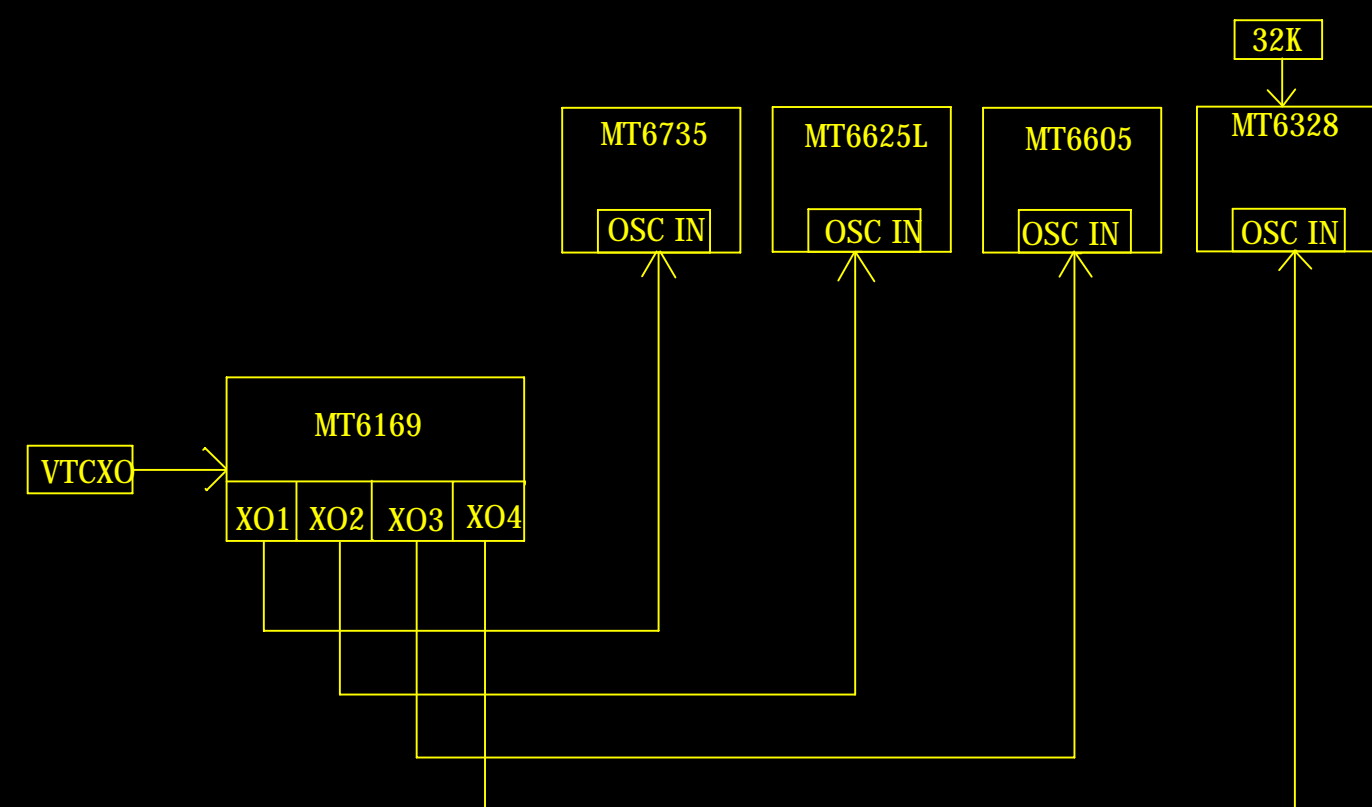 32K
MT6735
MT6625L
MT6605
MT6328
OSC IN
OSC IN
OSC IN
OSC IN
MT6169
VTCXO
XO1
XO2
XO3
XO4